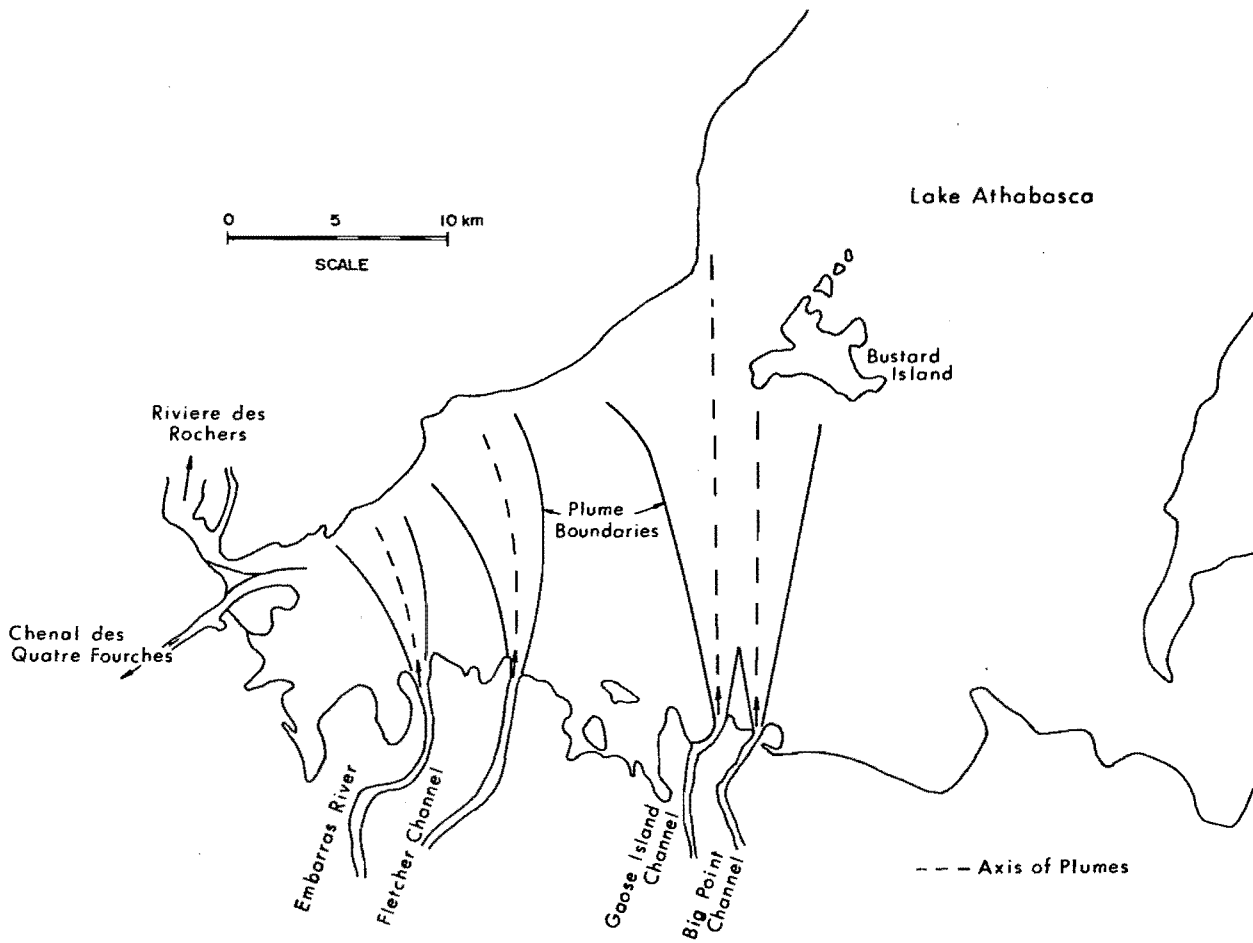 Lake Athabasca
0 5 10 km
SCALE
Bustard
Island
Riviere des
Rochers
Plume
Boundaries
Chenal des
Quatre Fourches
Embarras River
Fletcher Channel
Gaose Island
Channel
Big Point
Channel
Axis of Plumes